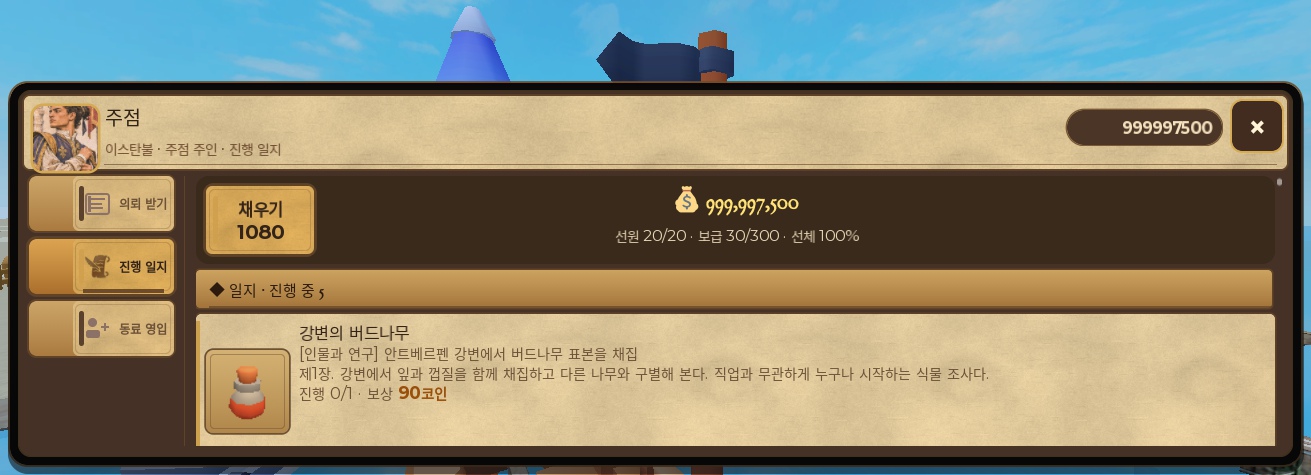 주점
이스탄불 · 주점 주인 · 진행 일지
999997500
×
의뢰 받기
진행 일지
동료 영입
채우기
1080
999,997,500
선원 20/20 · 보급 30/300 · 선체 100%
◆ 일지 · 진행 중 5
강변의 버드나무
[인물과 연구] 안트베르펜 강변에서 버드나무 표본을 채집
제1장. 강변에서 잎과 껍질을 함께 채집하고 다른 나무와 구별해 본다. 직업과 무관하게 누구나 시작하는 식물 조사다.
진행 0/1 · 보상 90코인